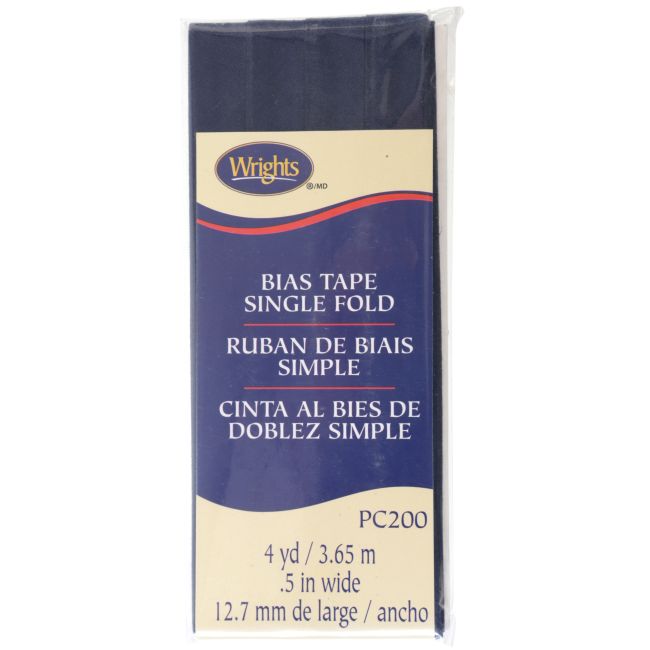 Wrights
®/MD
BIAS TAPE
SINGLE FOLD
RUBAN DE BIAIS
SIMPLE
CINTA AL BIES DE
DOBLEZ SIMPLE
PC200
4 yd / 3.65 m
.5 in wide
12.7 mm de large / ancho